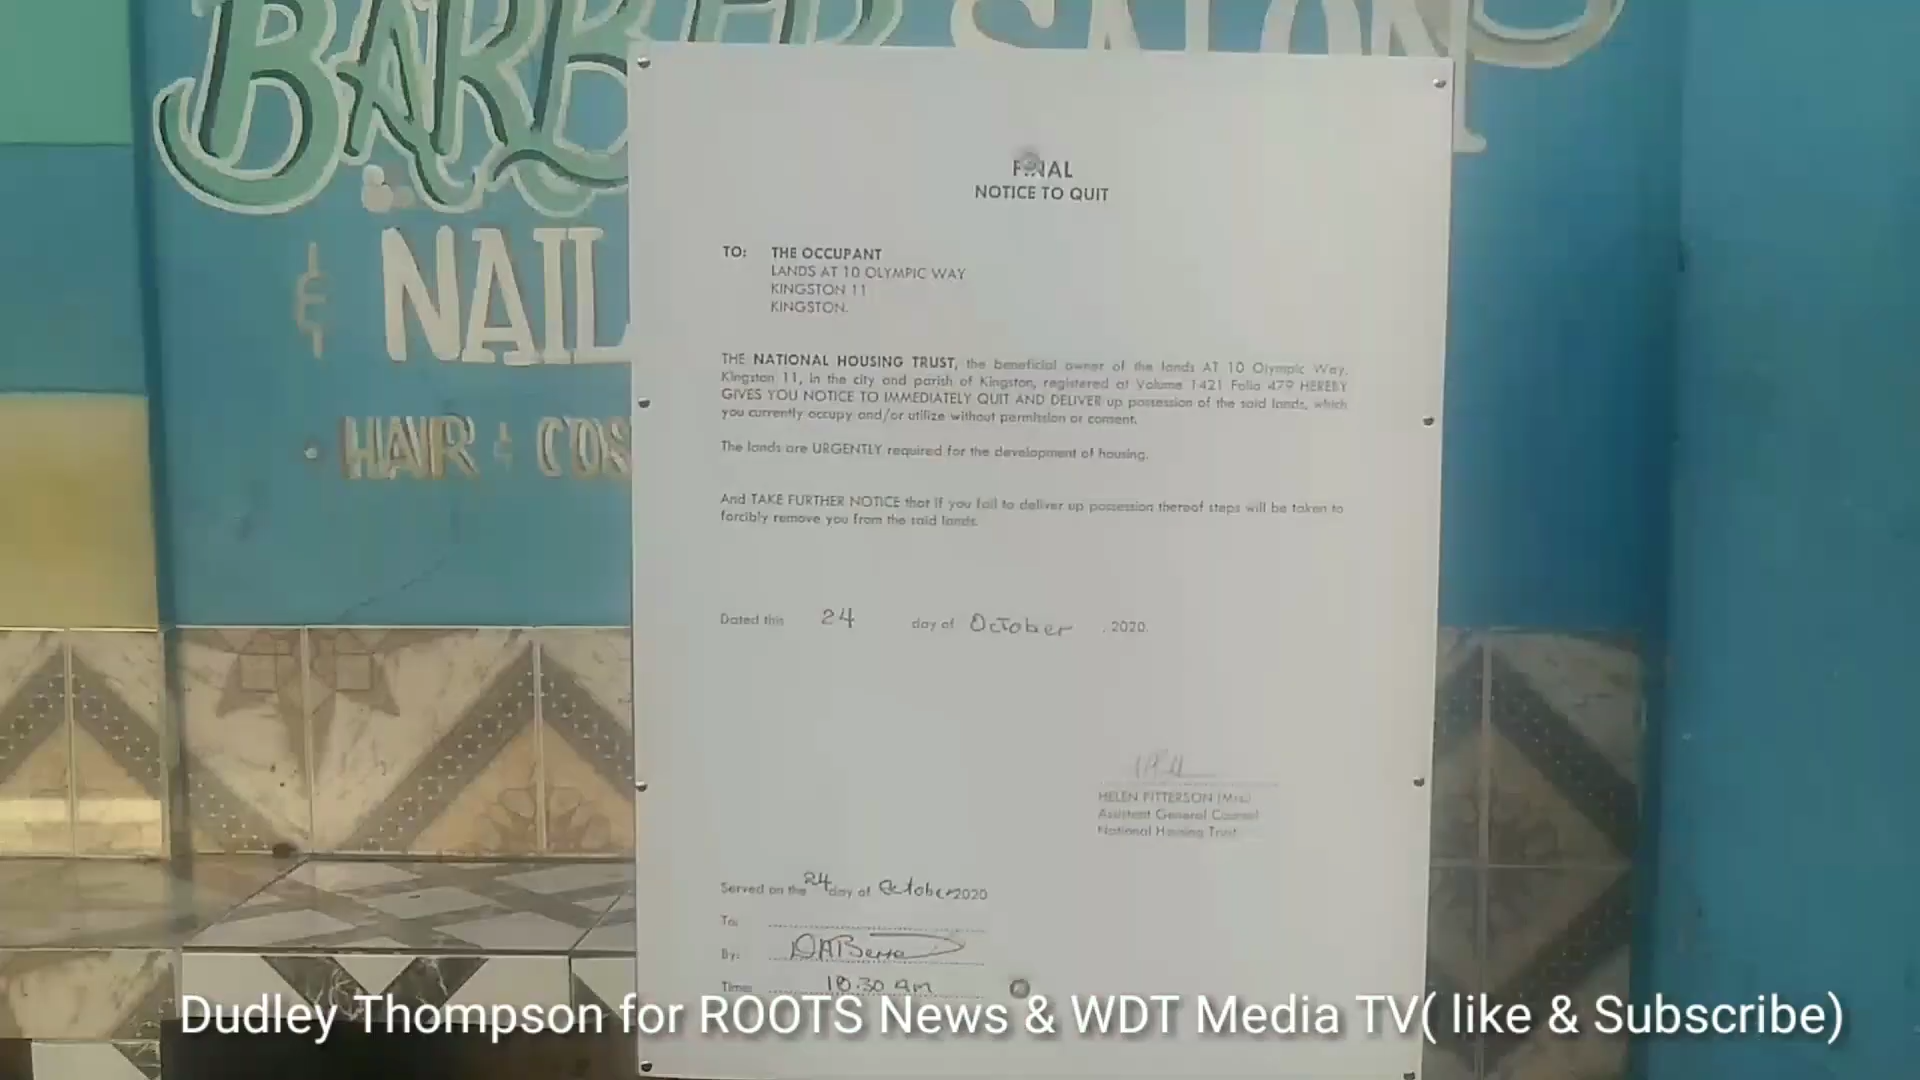 BARBER SALON
& NAIL
HAIR & COS
FINAL
NOTICE TO QUIT
TO: THE OCCUPANT
LANDS AT 10 OLYMPIC WAY
KINGSTON 11
KINGSTON.
THE NATIONAL HOUSING TRUST, the beneficial owner of the lands AT 10 Olympic Way,
Kingston 11, in the city and parish of Kingston, registered at Volume 1421 Folio 479 HEREBY
GIVES YOU NOTICE TO IMMEDIATELY QUIT AND DELIVER up possession of the said lands, which
you currently occupy and/or utilize without permission or consent.
The lands are URGENTLY required for the development of housing.
And TAKE FURTHER NOTICE that if you fail to deliver up possession thereof steps will be taken to
forcibly remove you from the said lands.
Dated this 24 day of October , 2020.
HELEN PITTERSON (Mrs.)
Assistant General Counsel
National Housing Trust
Served on the 24 day of October 2020
To:
By:
Time: 10.30 am
Dudley Thompson for ROOTS News & WDT Media TV( like & Subscribe)